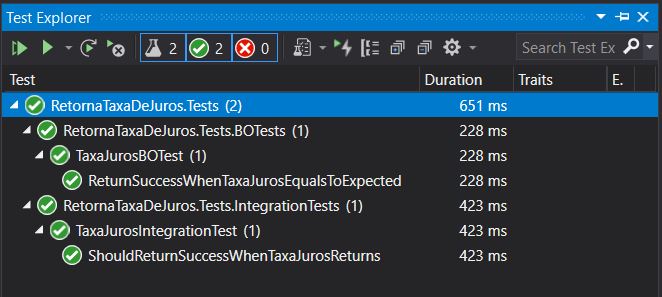 Test Explorer
2 2 0 Search Test Ex
Test Duration Traits E.
RetornaTaxaDeJuros.Tests (2) 651 ms
RetornaTaxaDeJuros.Tests.BOTests (1) 228 ms
TaxaJurosBOTest (1) 228 ms
ReturnSuccessWhenTaxaJurosEqualsToExpected 228 ms
RetornaTaxaDeJuros.Tests.IntegrationTests (1) 423 ms
TaxaJurosIntegrationTest (1) 423 ms
ShouldReturnSuccessWhenTaxaJurosReturns 423 ms